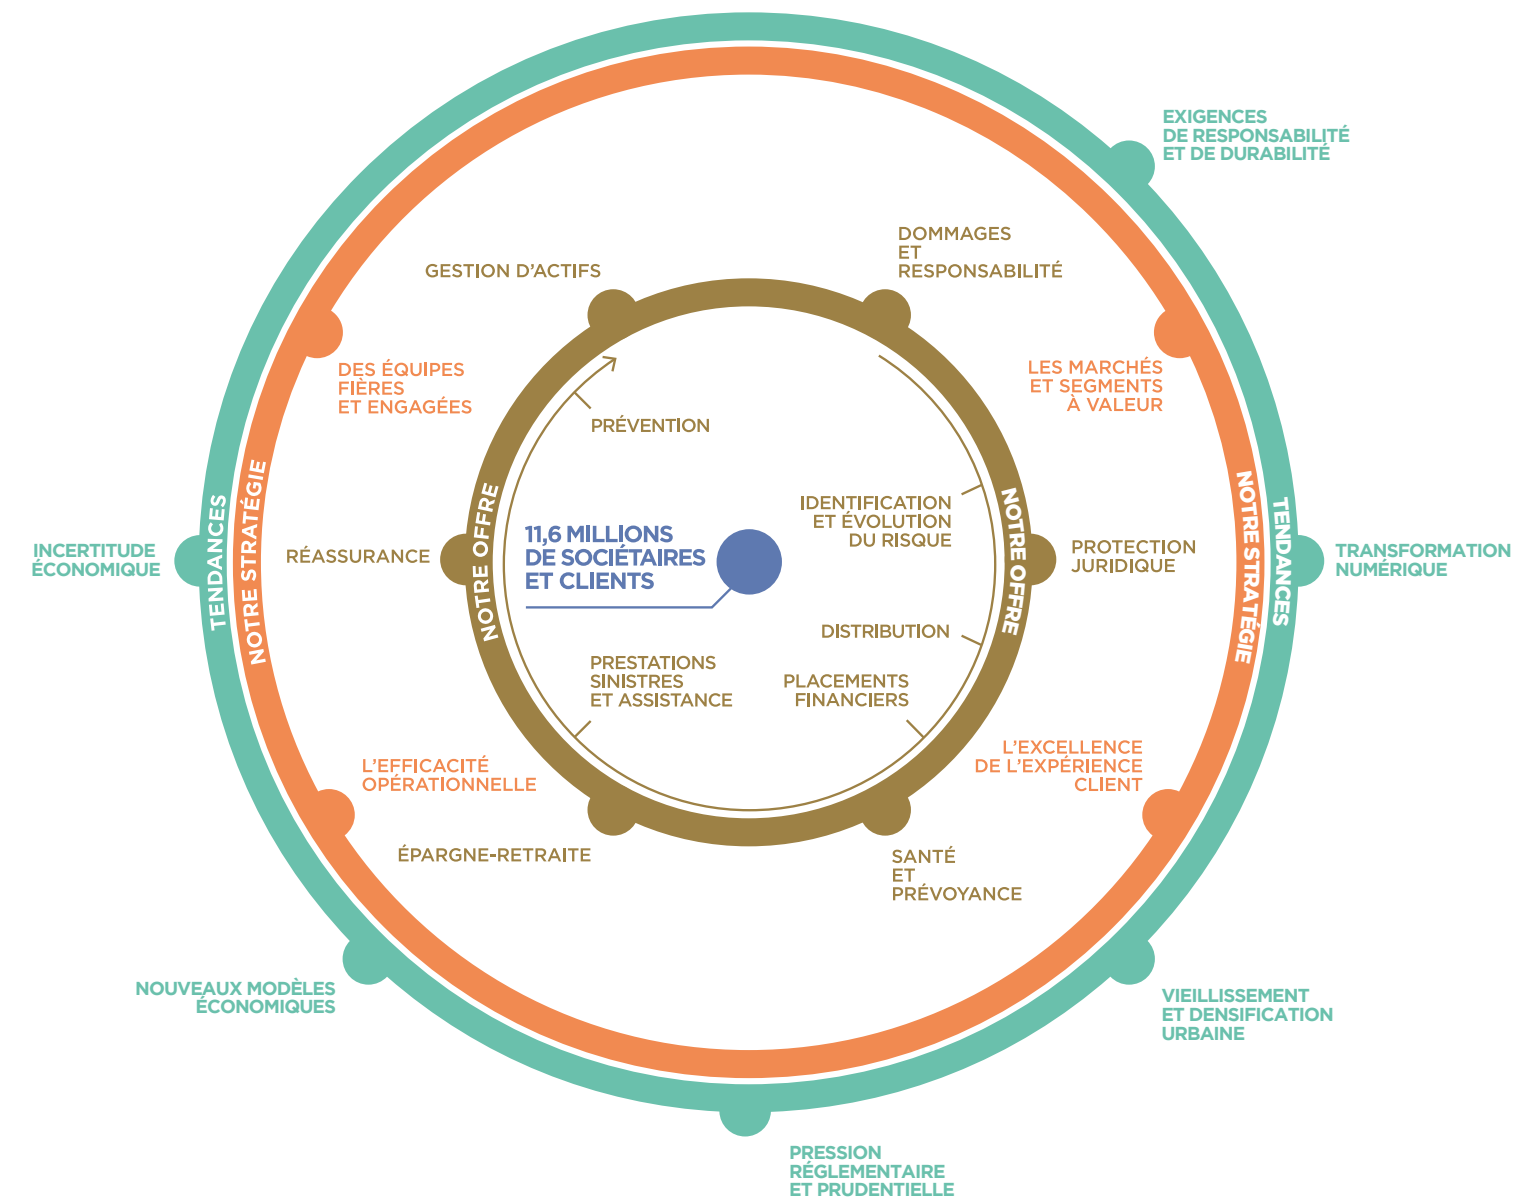 EXIGENCES
DE RESPONSABILITÉ
ET DE DURABILITÉ
DOMMAGES
ET
RESPONSABILITÉ
GESTION D’ACTIFS
DES ÉQUIPES
FIÈRES
ET ENGAGÉES
LES MARCHÉS
ET SEGMENTS
À VALEUR
PRÉVENTION
TENDANCES
NOTRE STRATÉGIE
NOTRE OFFRE
IDENTIFICATION
ET ÉVOLUTION
DU RISQUE
NOTRE OFFRE
NOTRE STRATÉGIE
TENDANCES
INCERTITUDE
ÉCONOMIQUE
RÉASSURANCE
11,6 MILLIONS
DE SOCIÉTAIRES
ET CLIENTS
PROTECTION
JURIDIQUE
TRANSFORMATION
NUMÉRIQUE
DISTRIBUTION
PRESTATIONS
SINISTRES
ET ASSISTANCE
PLACEMENTS
FINANCIERS
L’EFFICACITÉ
OPÉRATIONNELLE
L’EXCELLENCE
DE L’EXPÉRIENCE
CLIENT
ÉPARGNE-RETRAITE
SANTÉ
ET
PRÉVOYANCE
NOUVEAUX MODÈLES
ÉCONOMIQUES
VIEILLISSEMENT
ET DENSIFICATION
URBAINE
PRESSION
RÉGLEMENTAIRE
ET PRUDENTIELLE